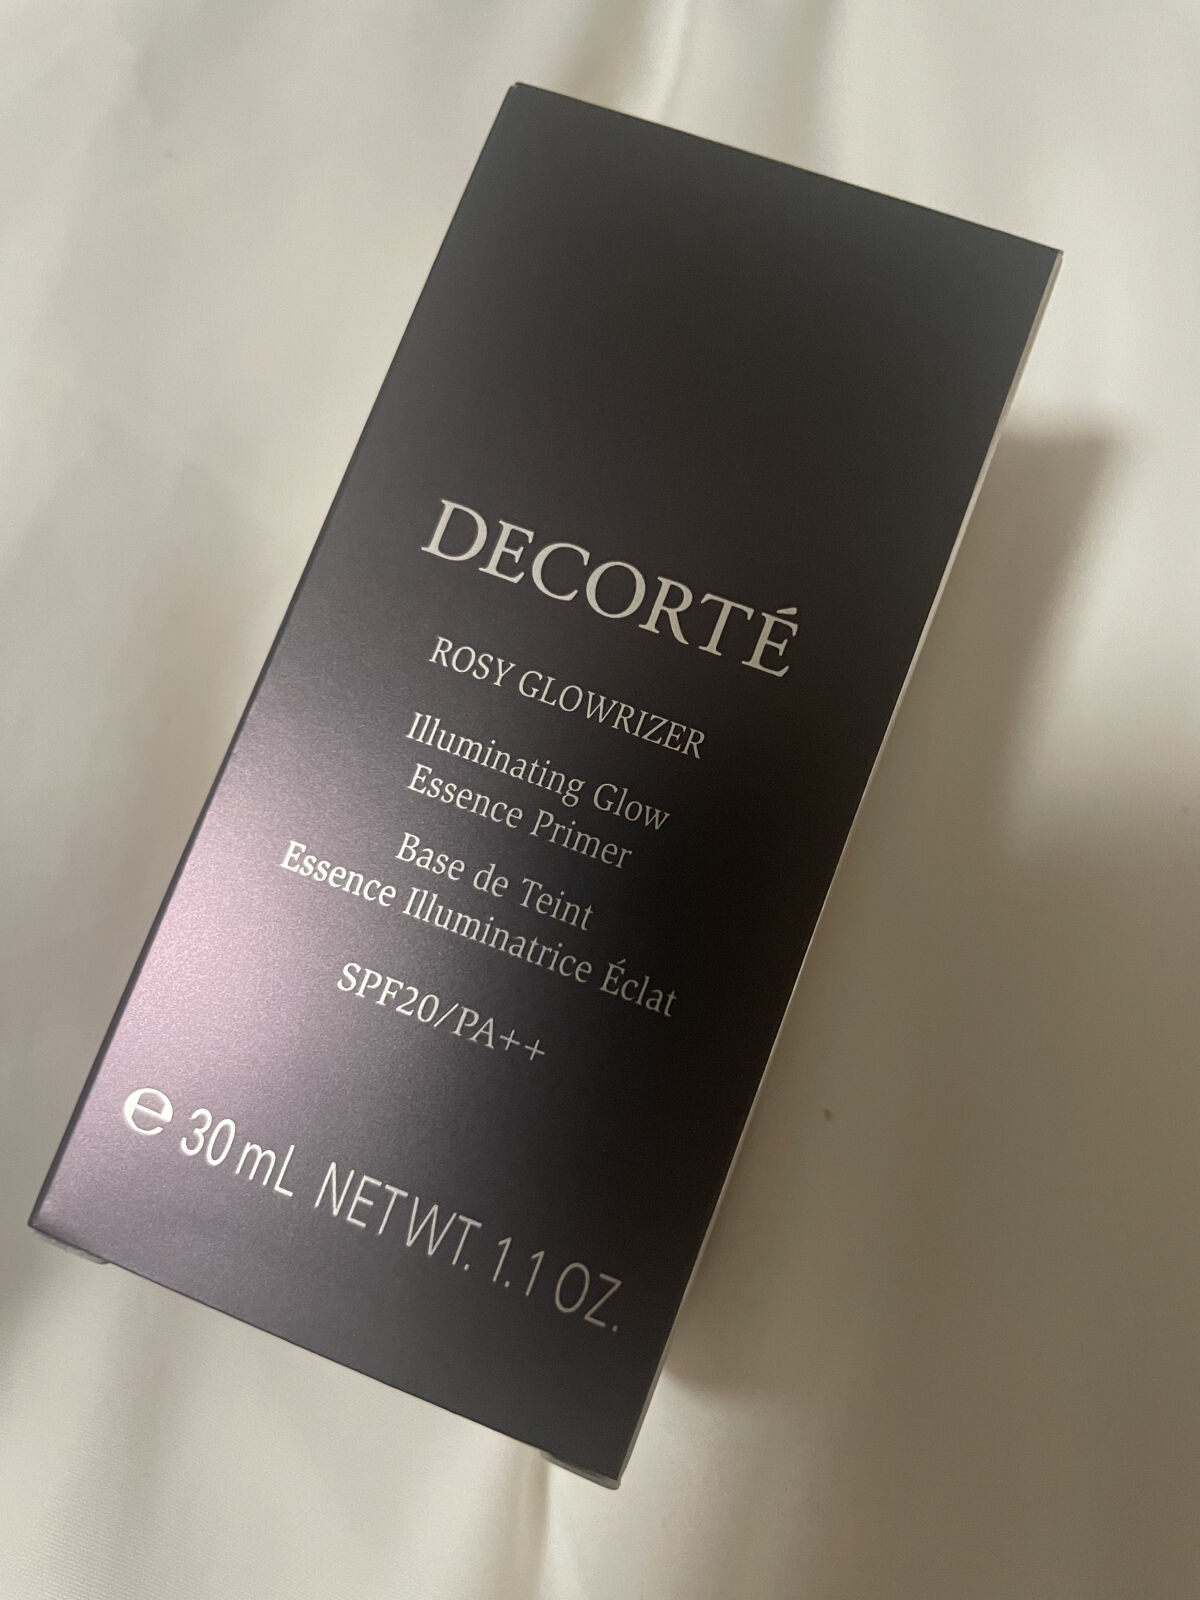 DECORTÉ
ROSY GLOWRIZER
Illuminating Glow
Essence Primer
Base de Teint
Essence Illuminatrice Éclat
SPF20/PA++
℮ 30 mL NET WT. 1.1 OZ.